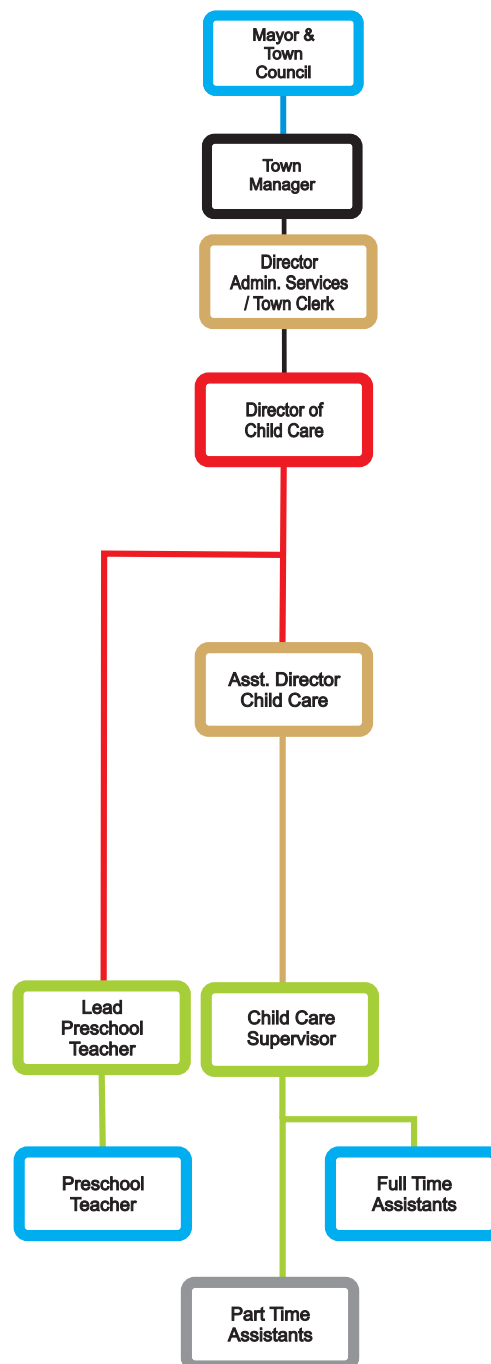 Mayor &
Town
Council
Town
Manager
Director
Admin. Services
/ Town Clerk
Director of
Child Care
Asst. Director
Child Care
Lead
Preschool
Teacher
Child Care
Supervisor
Preschool
Teacher
Full Time
Assistants
Part Time
Assistants